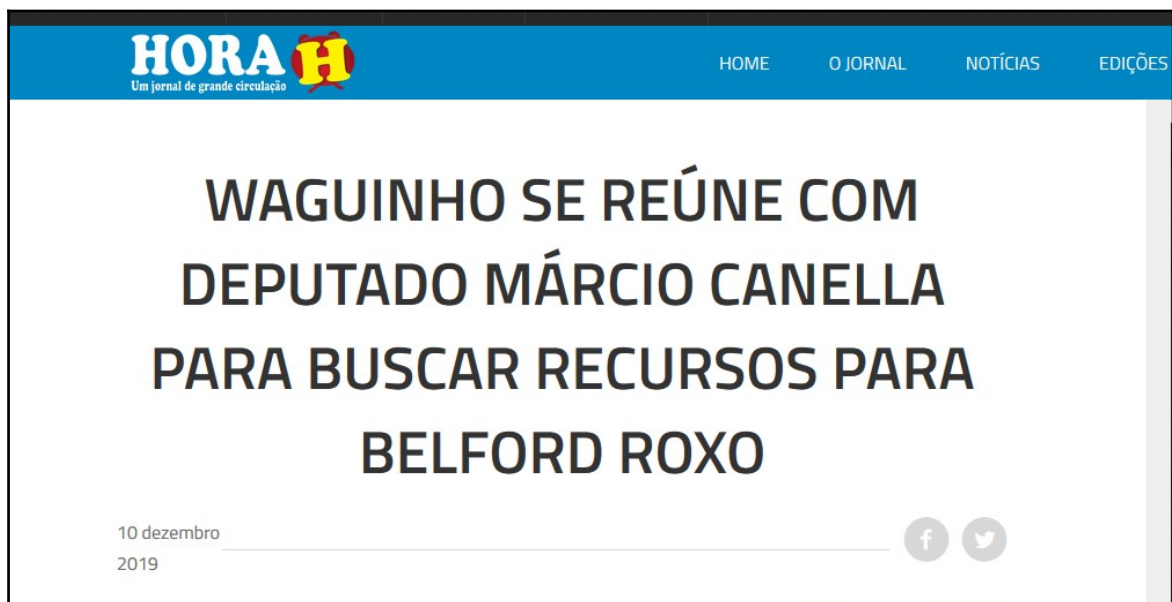 HORA H
Um jornal de grande circulação
HOME O JORNAL NOTÍCIAS EDIÇÕES
WAGUINHO SE REÚNE COM
DEPUTADO MÁRCIO CANELLA
PARA BUSCAR RECURSOS PARA
BELFORD ROXO
10 dezembro
2019